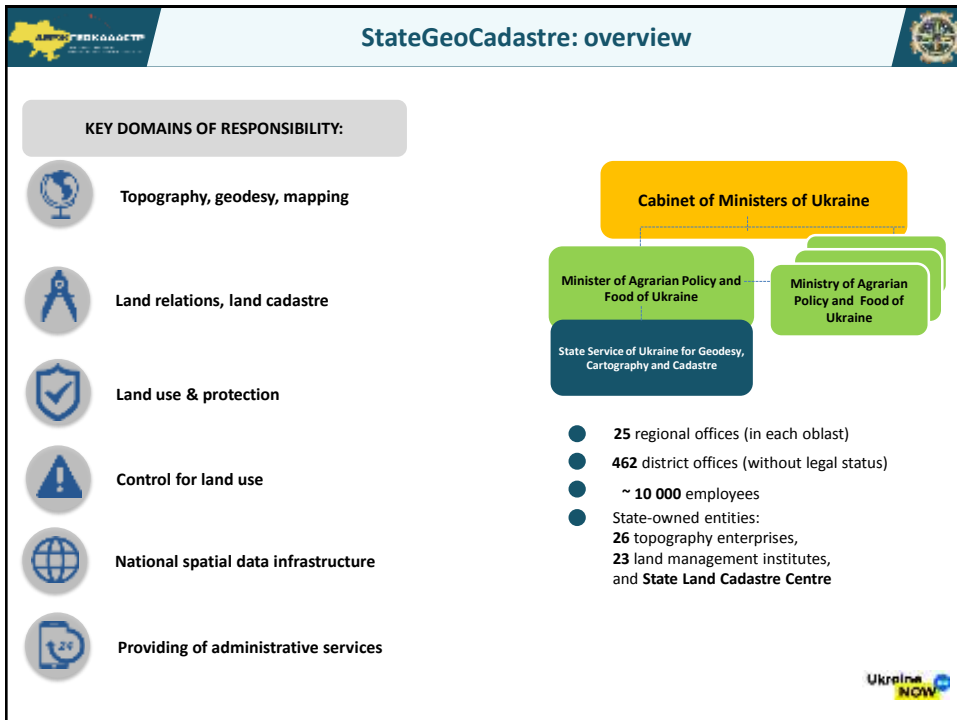 StateGeoCadastre: overview
KEY DOMAINS OF RESPONSIBILITY:
Topography, geodesy, mapping
Land relations, land cadastre
Land use & protection
Control for land use
National spatial data infrastructure
24
Providing of administrative services
Cabinet of Ministers of Ukraine
Minister of Agrarian Policy and
Food of Ukraine
Ministry of Agrarian
Policy and Food of
Ukraine
State Service of Ukraine for Geodesy,
Cartography and Cadastre
25 regional offices (in each oblast)
462 district offices (without legal status)
~ 10 000 employees
State-owned entities:
26 topography enterprises,
23 land management institutes,
and State Land Cadastre Centre
Ukraine
NOW